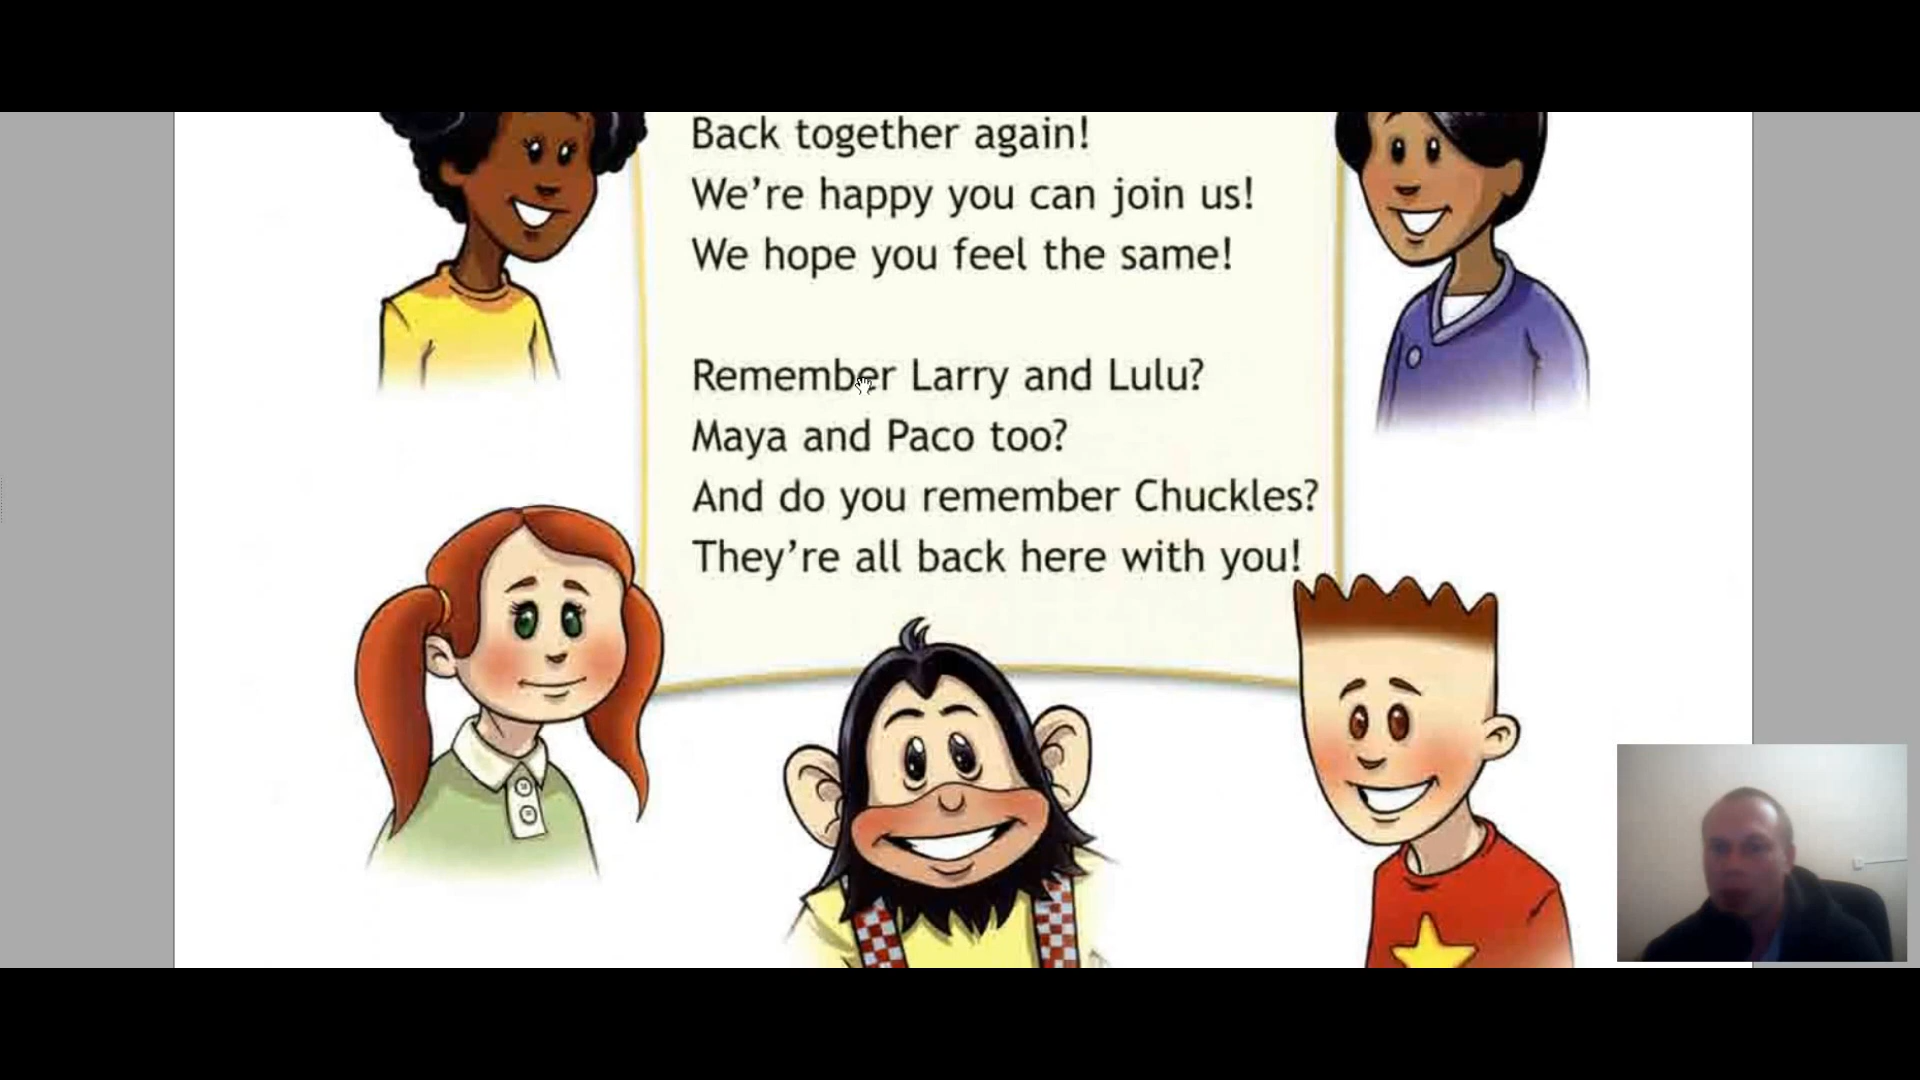 Back together again!
We're happy you can join us!
We hope you feel the same!
Remember Larry and Lulu?
Maya and Paco too?
And do you remember Chuckles?
They're all back here with you!